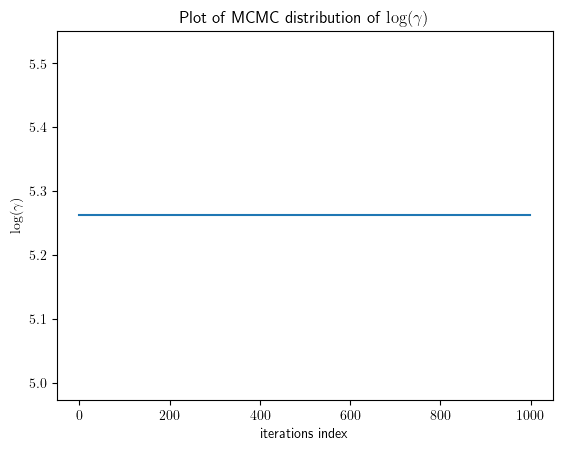 Plot of MCMC distribution of log(γ)
5.5
5.4
5.3
5.2
5.1
5.0
log(γ)
0 200 400 600 800 1000
iterations index